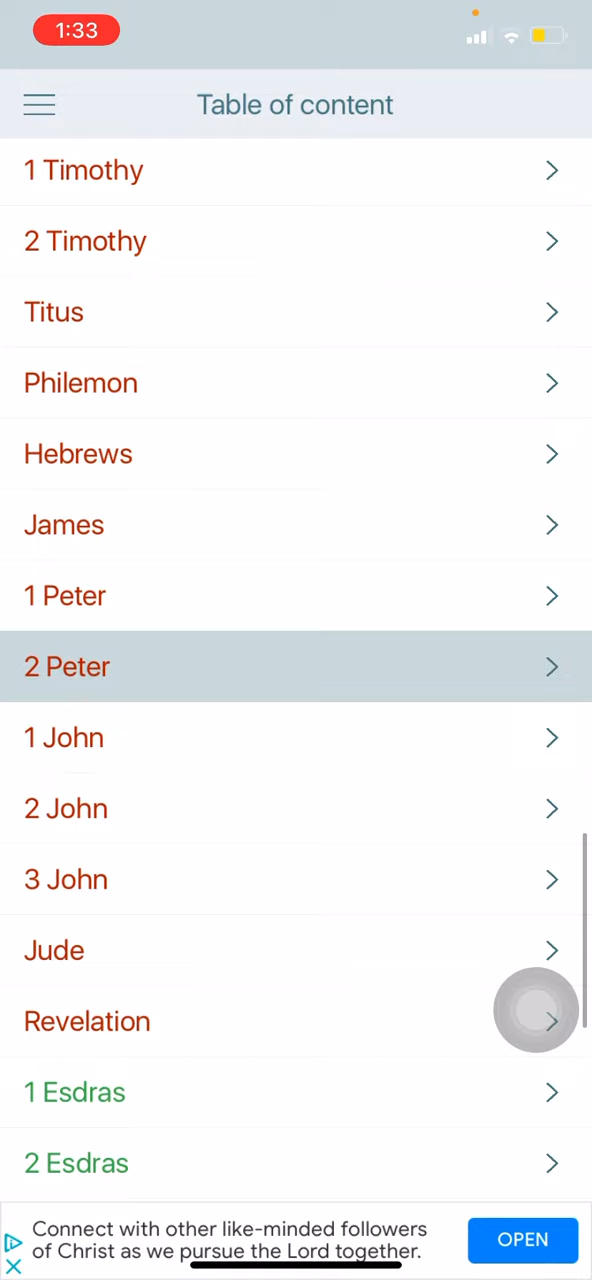 1:33
Table of content
1 Timothy
2 Timothy
Titus
Philemon
Hebrews
James
1 Peter
2 Peter
1 John
2 John
3 John
Jude
Revelation
1 Esdras
2 Esdras
Connect with other like-minded followers
of Christ as we pursue the Lord together.
OPEN